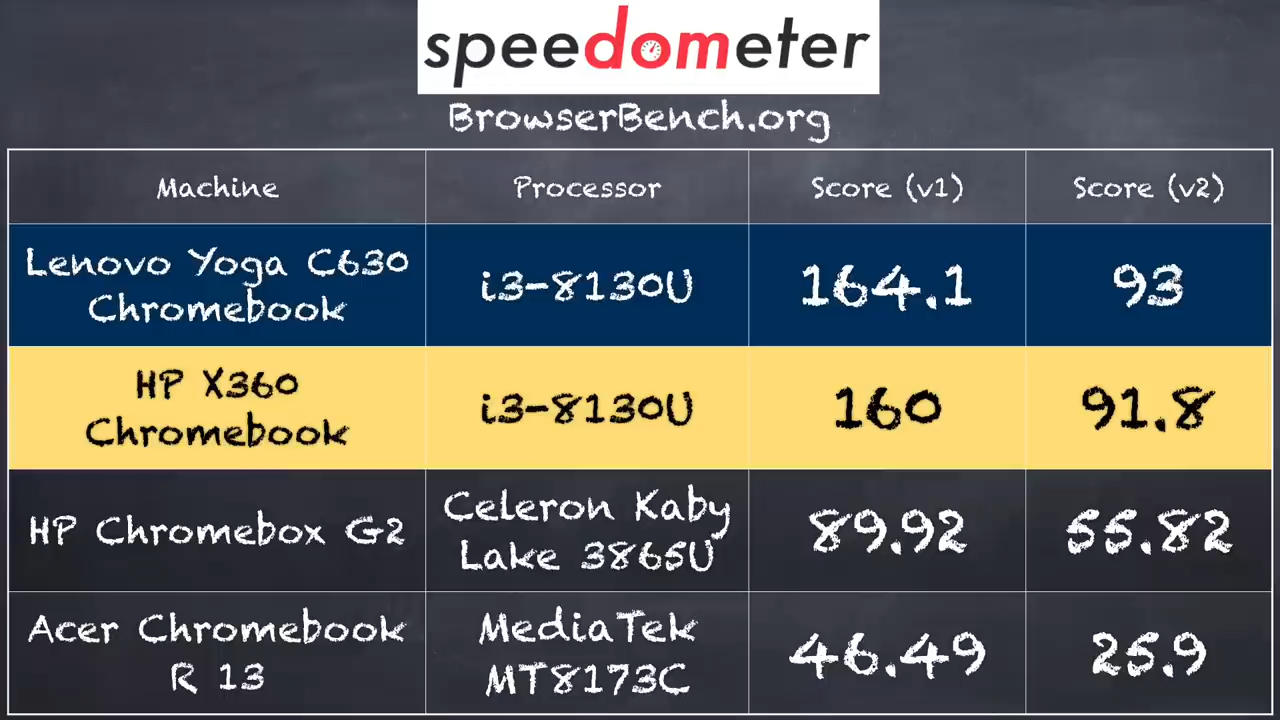 speedometer
BrowserBench.org
Machine Processor Score (v1) Score (v2)
Lenovo Yoga C630
Chromebook
i3-8130U 164.1 93
HP X360
Chromebook
i3-8130U 160 91.8
HP Chromebox G2
Celeron Kaby
Lake 3865U
89.92 55.82
Acer Chromebook
R 13
MediaTek
MT8173C
46.49 25.9